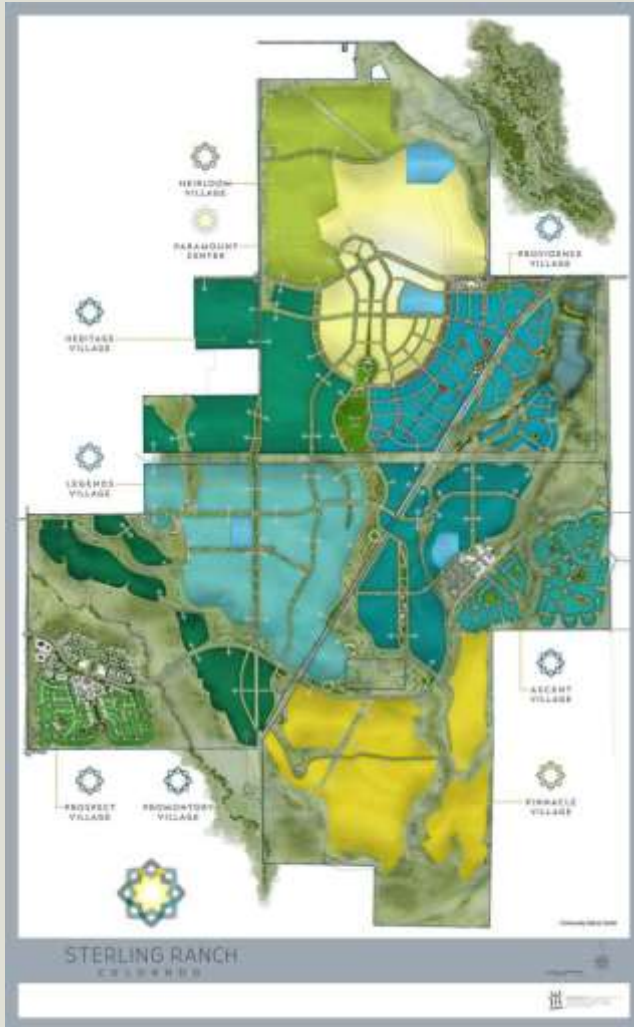 HEIRLOOM
VILLAGE
PARAMOUNT
CENTER
PROVIDENCE
VILLAGE
HERITAGE
VILLAGE
LEGENDS
VILLAGE
ASCENT
VILLAGE
PROSPECT
VILLAGE
PROMONTORY
VILLAGE
PINNACLE
VILLAGE
STERLING RANCH
COLORADO